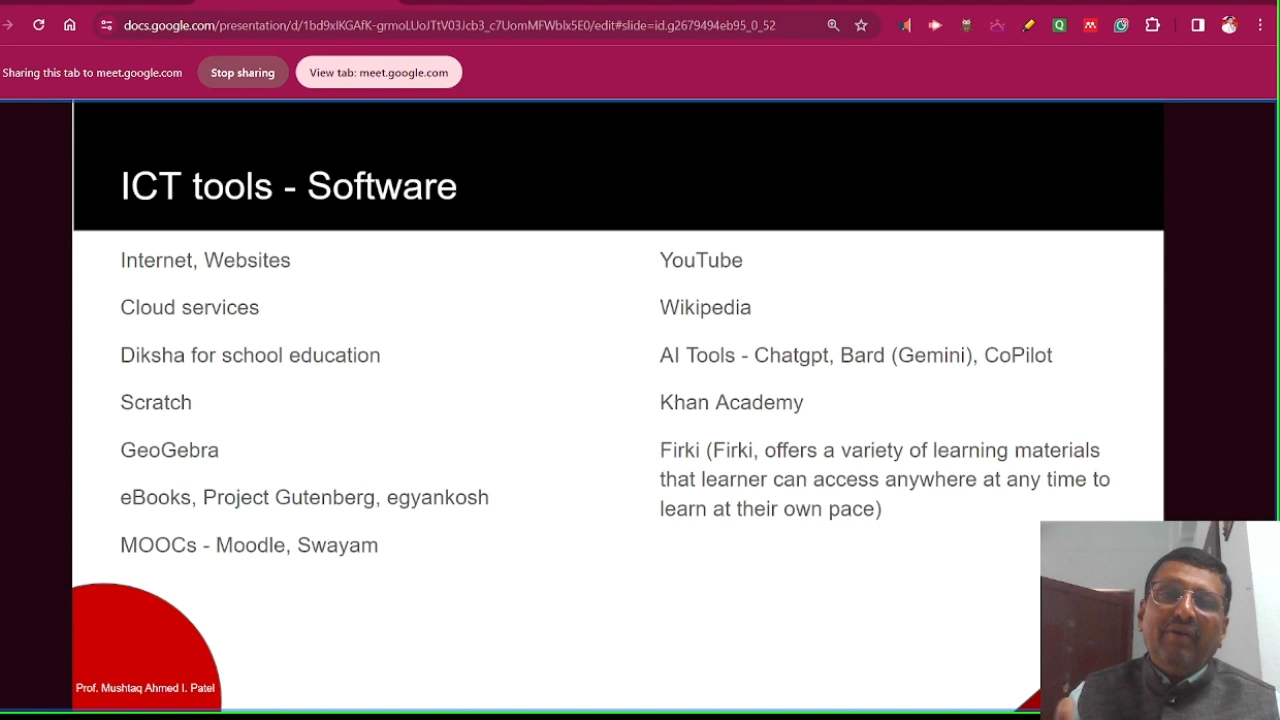 docs.google.com/presentation/d/1bd9xIKGAfK-grmoLUoJTtV03Jcb3_c7UomMFWblx5E0/edit#slide=id.g2679494eb95_0_52
Sharing this tab to meet.google.com
Stop sharing
View tab: meet.google.com
ICT tools - Software
Internet, Websites
Cloud services
Diksha for school education
Scratch
GeoGebra
eBooks, Project Gutenberg, egyankosh
MOOCs - Moodle, Swayam
YouTube
Wikipedia
AI Tools - Chatgpt, Bard (Gemini), CoPilot
Khan Academy
Firki (Firki, offers a variety of learning materials
that learner can access anywhere at any time to
learn at their own pace)
Prof. Mushtaq Ahmed I. Patel